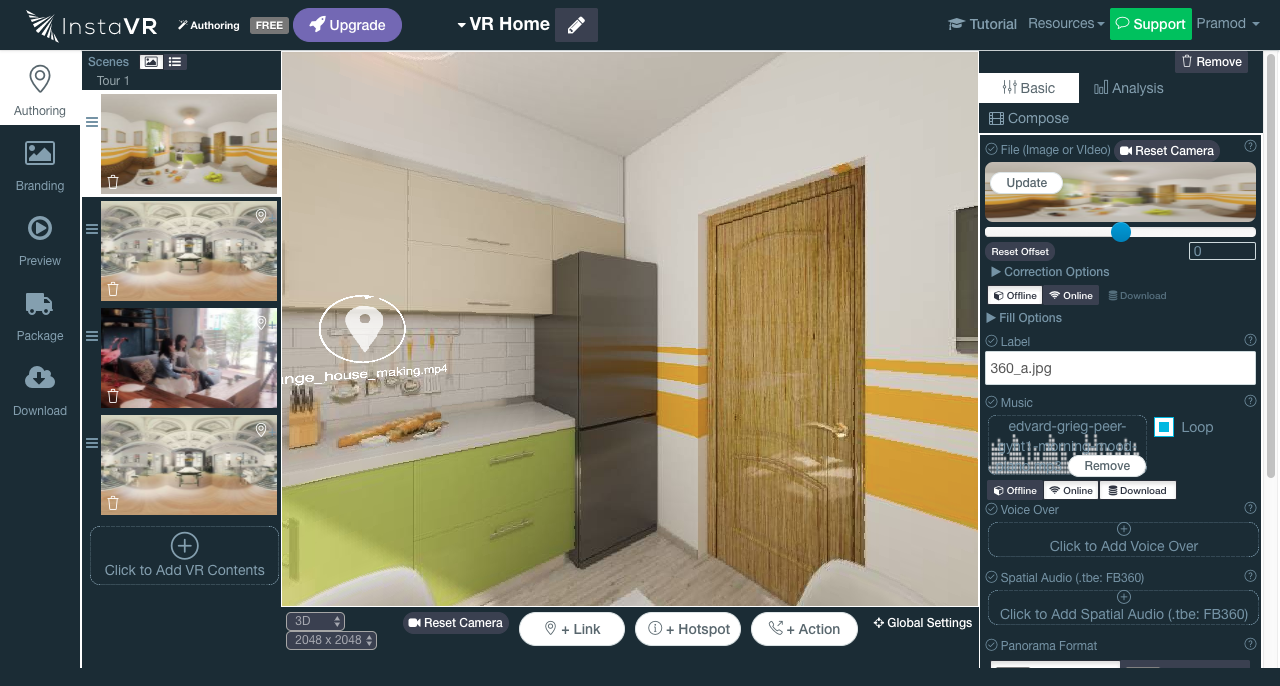 InstaVR
Authoring
FREE
Upgrade
VR Home
Tutorial
Resources
Support
Pramod
Authoring
Branding
Preview
Package
Download
Scenes
Tour 1
Click to Add VR Contents
nge_house_making.mp4
3D
2048 x 2048
Reset Camera
+ Link
+ Hotspot
+ Action
Global Settings
Remove
Basic
Analysis
Compose
File (Image or VIdeo)
Reset Camera
Update
Reset Offset
0
Correction Options
Offline
Online
Download
Fill Options
Label
360_a.jpg
Music
edvard-grieg-peer-
Loop
Remove
Offline
Online
Download
Voice Over
Click to Add Voice Over
Spatial Audio (.tbe: FB360)
Click to Add Spatial Audio (.tbe: FB360)
Panorama Format